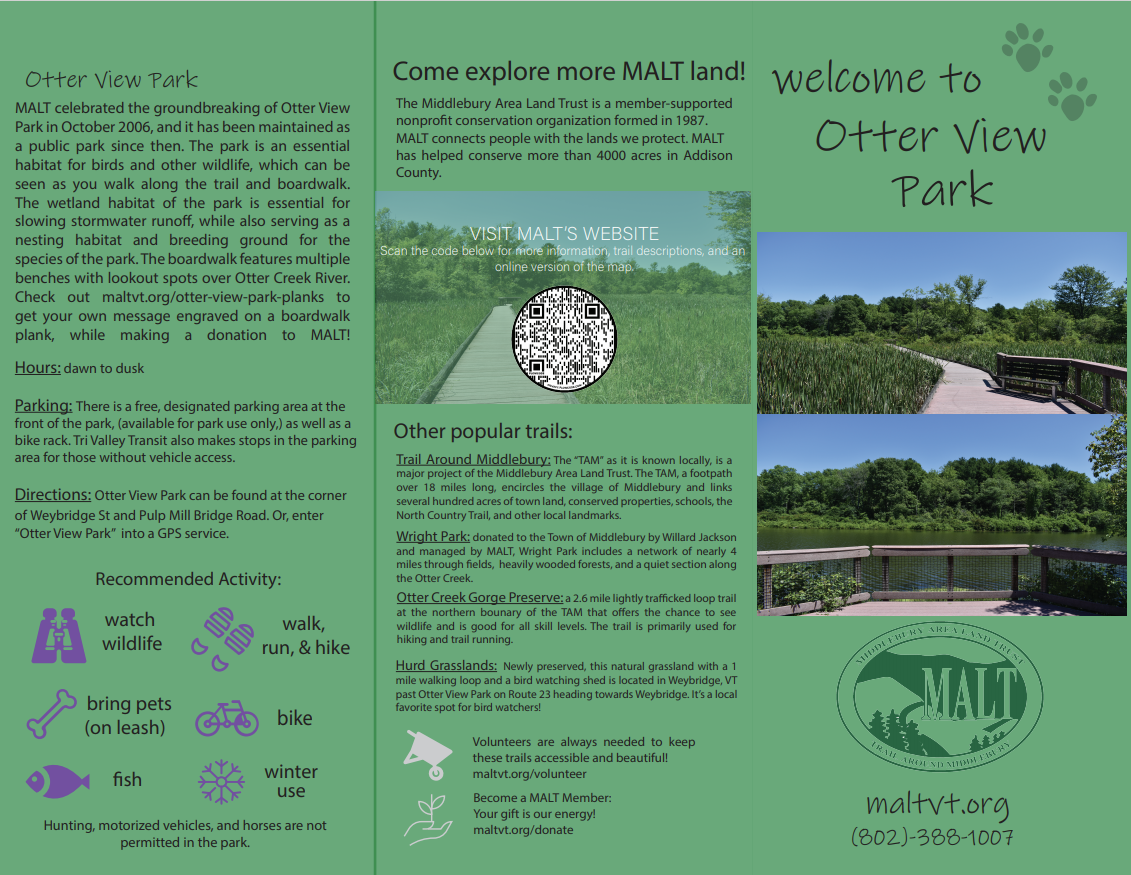 Otter View Park
MALT celebrated the groundbreaking of Otter View
Park in October 2006, and it has been maintained as
a public park since then. The park is an essential
habitat for birds and other wildlife, which can be
seen as you walk along the trail and boardwalk.
The wetland habitat of the park is essential for
slowing stormwater runoff, while also serving as a
nesting habitat and breeding ground for the
species of the park. The boardwalk features multiple
benches with lookout spots over Otter Creek River.
Check out maltvt.org/otter-view-park-planks to
get your own message engraved on a boardwalk
plank, while making a donation to MALT!
Hours: dawn to dusk
Parking: There is a free, designated parking area at the
front of the park, (available for park use only,) as well as a
bike rack. Tri Valley Transit also makes stops in the parking
area for those without vehicle access.
Directions: Otter View Park can be found at the corner
of Weybridge St and Pulp Mill Bridge Road. Or, enter
"Otter View Park" into a GPS service.
Recommended Activity:
watch
wildlife
walk,
run, & hike
bring pets
(on leash)
bike
fish
winter
use
Hunting, motorized vehicles, and horses are not
permitted in the park.
Come explore more MALT land!
The Middlebury Area Land Trust is a member-supported
nonprofit conservation organization formed in 1987.
MALT connects people with the lands we protect. MALT
has helped conserve more than 4000 acres in Addison
County.
VISIT MALT'S WEBSITE
Scan the code below for more information, trail descriptions, and an
online version of the map.
Other popular trails:
Trail Around Middlebury: The "TAM" as it is known locally, is a
major project of the Middlebury Area Land Trust. The TAM, a footpath
over 18 miles long, encircles the village of Middlebury and links
several hundred acres of town land, conserved properties, schools, the
North Country Trail, and other local landmarks.
Wright Park: donated to the Town of Middlebury by Willard Jackson
and managed by MALT, Wright Park includes a network of nearly 4
miles through fields, heavily wooded forests, and a quiet section along
the Otter Creek.
Otter Creek Gorge Preserve: a 2.6 mile lightly trafficked loop trail
at the northern bounary of the TAM that offers the chance to see
wildlife and is good for all skill levels. The trail is primarily used for
hiking and trail running.
Hurd Grasslands: Newly preserved, this natural grassland with a 1
mile walking loop and a bird watching shed is located in Weybridge, VT
past Otter View Park on Route 23 heading towards Weybridge. It's a local
favorite spot for bird watchers!
Volunteers are always needed to keep
these trails accessible and beautiful!
maltvt.org/volunteer
Become a MALT Member:
Your gift is our energy!
maltvt.org/donate
welcome to
Otter View
Park
MIDDLEBURY AREA LAND TRUST
MALT
TRAIL AROUND MIDDLEBURY
maltvt.org
(802)-388-1007